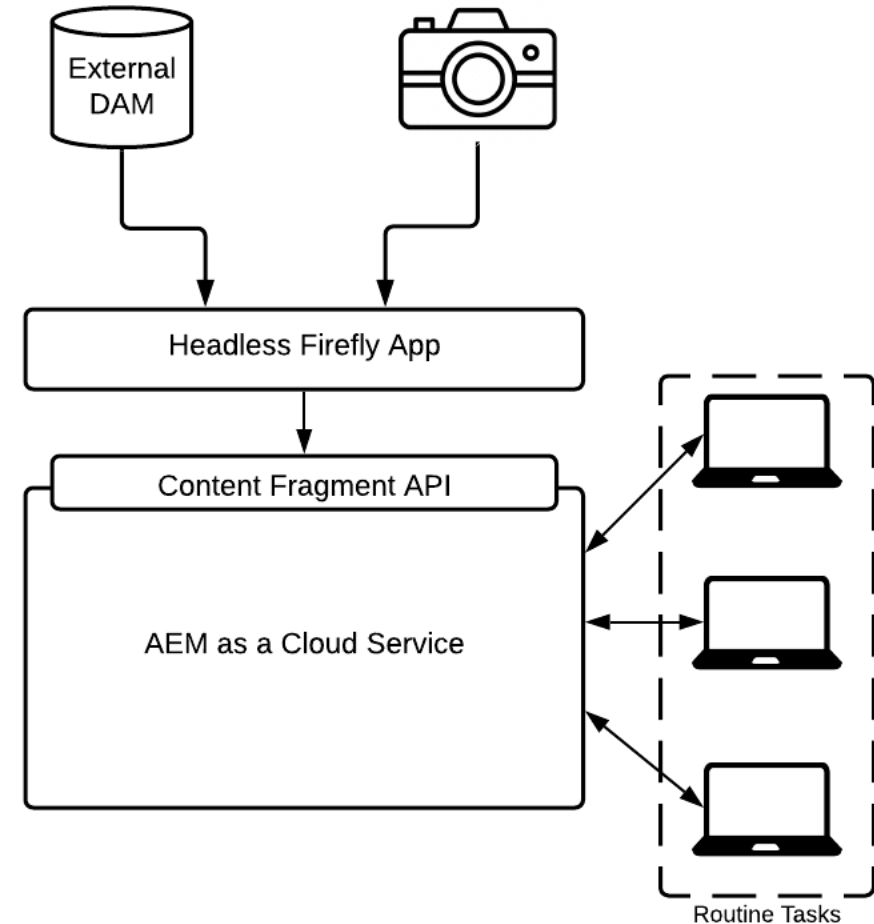 External
DAM
Headless Firefly App
Content Fragment API
AEM as a Cloud Service
Routine Tasks